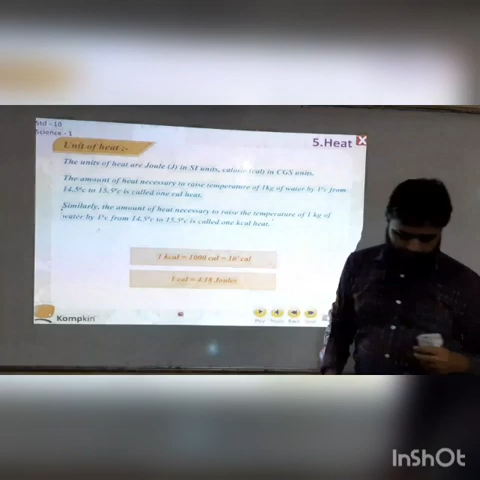 Std - 10
Science - 1
Unit of heat :-
5.Heat
The units of heat are Joule (J) in SI units, calorie (cal) in CGS units.
The amount of heat necessary to raise temperature of 1kg of water by 1°c from
14.5°c to 15.5°c is called one cal heat.
Similarly, the amount of heat necessary to raise the temperature of 1 kg of
water by 1°c from 14.5°c to 15.5°c is called one kcal heat.
1 kcal = 1000 cal = 10³ cal
1 cal = 4.18 Joules
Kompkin
InShOt